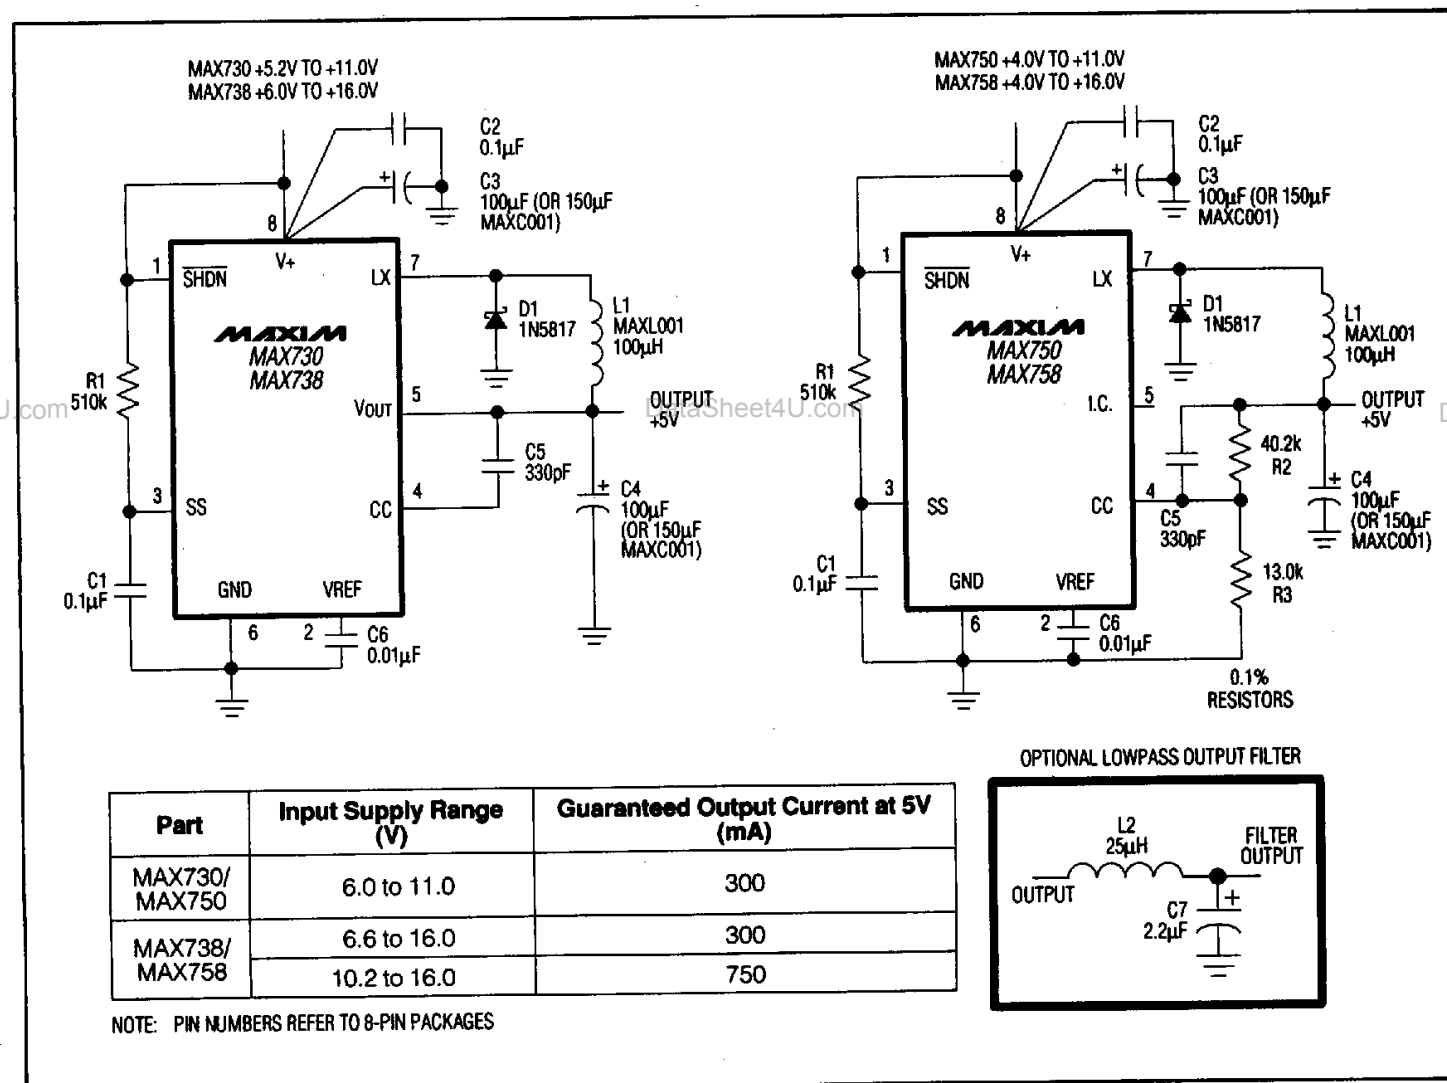 MAX730 +5.2V TO +11.0V
MAX738 +6.0V TO +16.0V
C2
0.1µF
C3
100µF (OR 150µF
MAXC001)
8
V+
1
SHDN
LX
7
MAXIM
MAX730
MAX738
D1
1N5817
L1
MAXL001
100µH
R1
510k
VOUT
5
OUTPUT
+5V
C5
330pF
3
SS
CC
4
C4
100µF
(OR 150µF
MAXC001)
C1
0.1µF
GND
VREF
6
2
C6
0.01µF
MAX750 +4.0V TO +11.0V
MAX758 +4.0V TO +16.0V
C2
0.1µF
C3
100µF (OR 150µF
MAXC001)
8
V+
1
SHDN
LX
7
MAXIM
MAX750
MAX758
D1
1N5817
L1
MAXL001
100µH
R1
510k
I.C.
5
OUTPUT
+5V
40.2k
R2
3
SS
CC
4
C5
330pF
C4
100µF
(OR 150µF
MAXC001)
C1
0.1µF
GND
VREF
13.0k
R3
6
2
C6
0.01µF
0.1%
RESISTORS
U.com
DataSheet4U.com
D
OPTIONAL LOWPASS OUTPUT FILTER
L2
25µH
OUTPUT
FILTER
OUTPUT
C7
2.2µF
Part
Input Supply Range
(V)
Guaranteed Output Current at 5V
(mA)
MAX730/
MAX750
6.0 to 11.0
300
MAX738/
MAX758
6.6 to 16.0
300
10.2 to 16.0
750
NOTE: PIN NUMBERS REFER TO 8-PIN PACKAGES